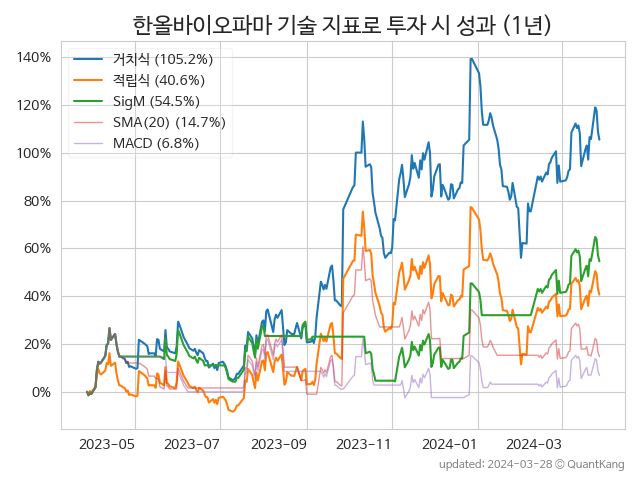 한올바이오파마 기술 지표로 투자 시 성과 (1년)
140%
120%
100%
80%
60%
40%
20%
0%
거치식 (105.2%)
적립식 (40.6%)
SigM (54.5%)
SMA(20) (14.7%)
MACD (6.8%)
2023-05
2023-07
2023-09
2023-11
2024-01
2024-03
updated: 2024-03-28 © QuantKang